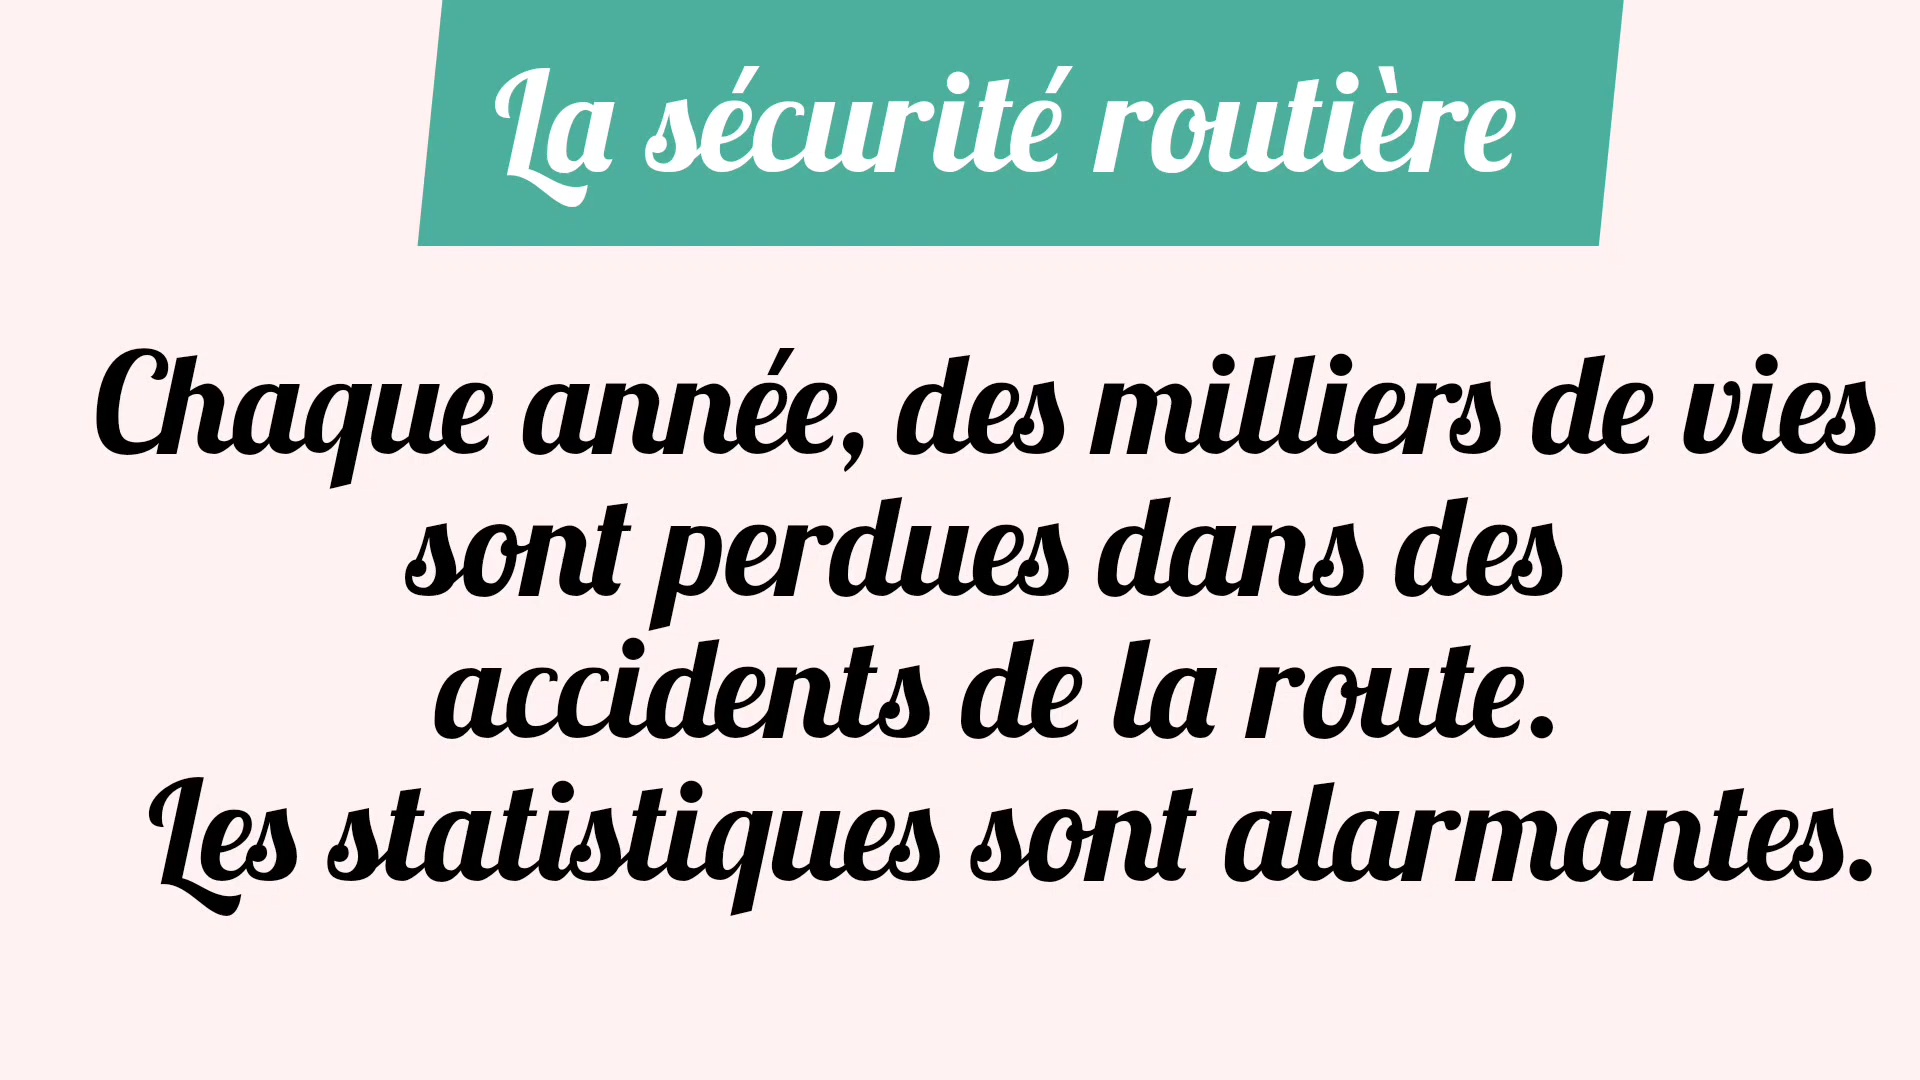 La sécurité routière
Chaque année, des milliers de vies
sont perdues dans des
accidents de la route.
Les statistiques sont alarmantes.